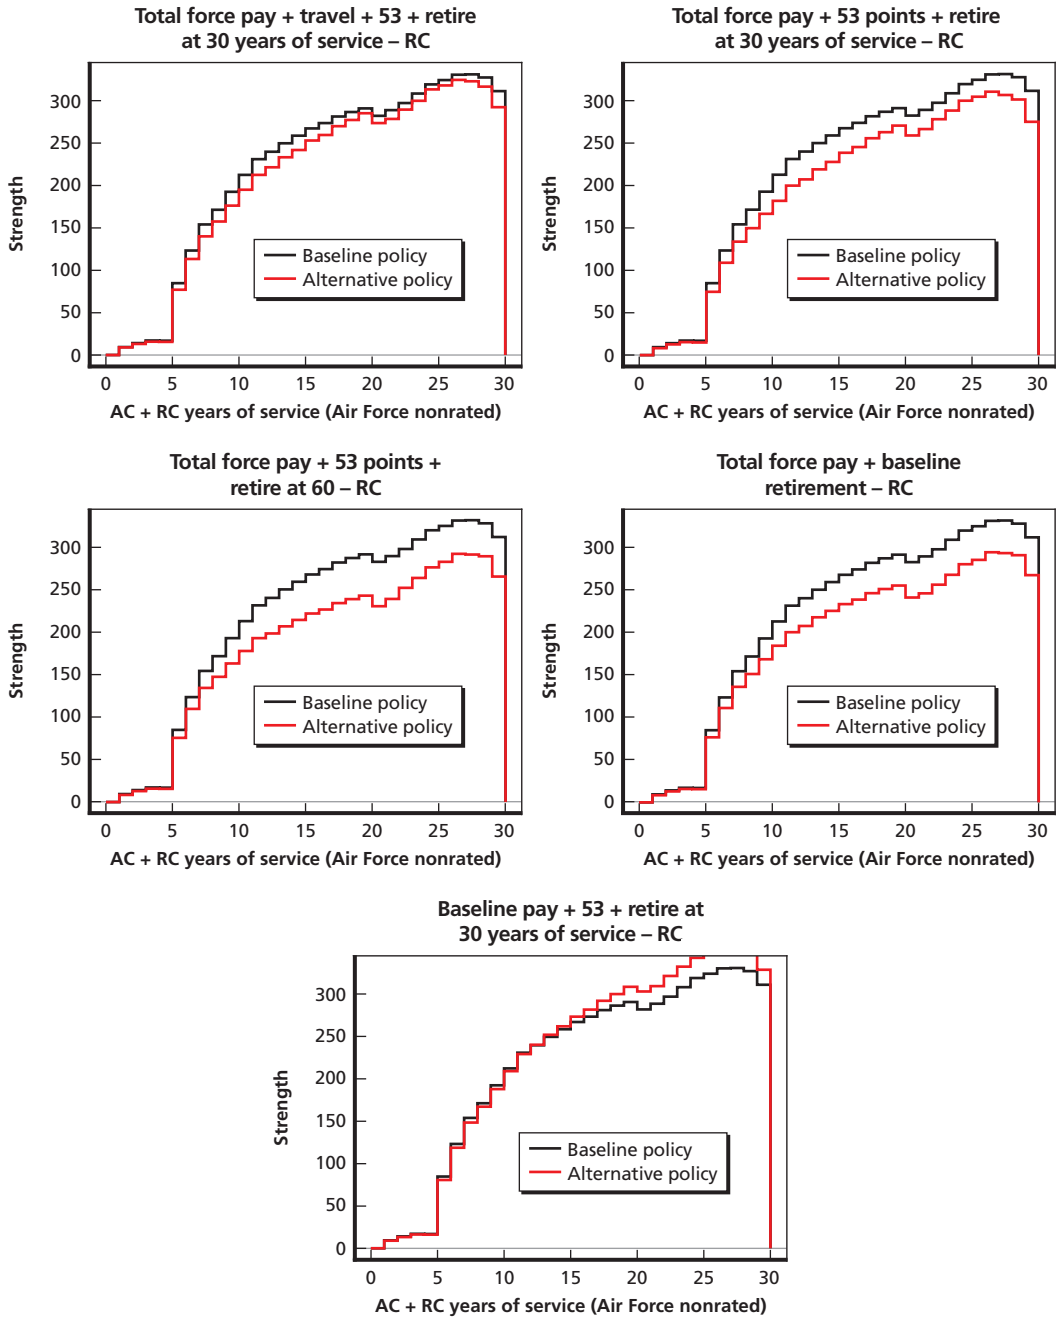 Total force pay + travel + 53 + retire
at 30 years of service – RC
300
250
200
150
100
50
0
Strength
Baseline policy
Alternative policy
0 5 10 15 20 25 30
AC + RC years of service (Air Force nonrated)
Total force pay + 53 points + retire
at 30 years of service – RC
300
250
200
150
100
50
0
Strength
Baseline policy
Alternative policy
0 5 10 15 20 25 30
AC + RC years of service (Air Force nonrated)
Total force pay + 53 points +
retire at 60 – RC
300
250
200
150
100
50
0
Strength
Baseline policy
Alternative policy
0 5 10 15 20 25 30
AC + RC years of service (Air Force nonrated)
Total force pay + baseline
retirement – RC
300
250
200
150
100
50
0
Strength
Baseline policy
Alternative policy
0 5 10 15 20 25 30
AC + RC years of service (Air Force nonrated)
Baseline pay + 53 + retire at
30 years of service – RC
300
250
200
150
100
50
0
Strength
Baseline policy
Alternative policy
0 5 10 15 20 25 30
AC + RC years of service (Air Force nonrated)